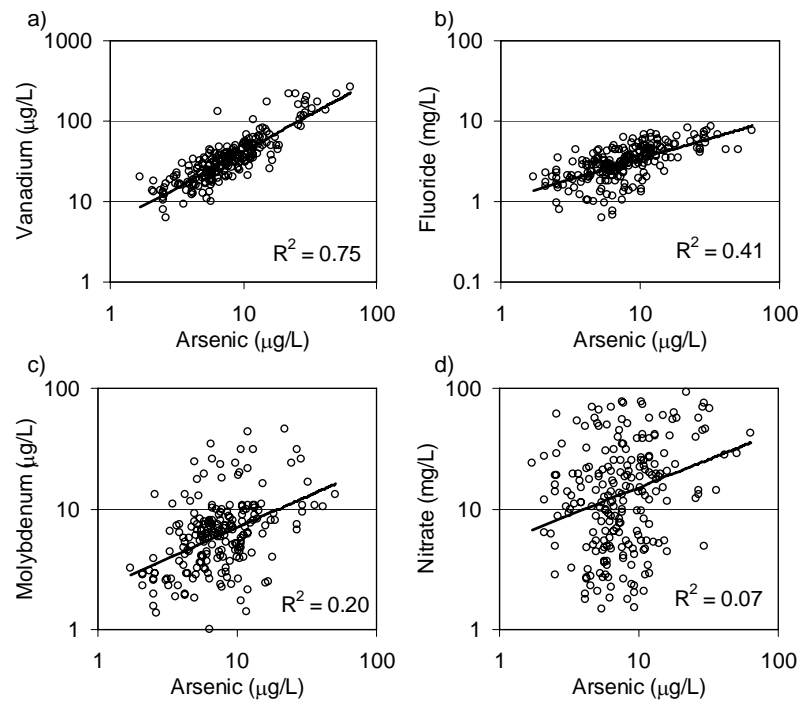 a)
1000
100
10
1
Vanadium (μg/L)
R² = 0.75
1
10
100
Arsenic (μg/L)
b)
100
10
1
0.1
Fluoride (mg/L)
R² = 0.41
1
10
100
Arsenic (μg/L)
c)
100
10
1
Molybdenum (μg/L)
R² = 0.20
1
10
100
Arsenic (μg/L)
d)
100
10
1
Nitrate (mg/L)
R² = 0.07
1
10
100
Arsenic (μg/L)